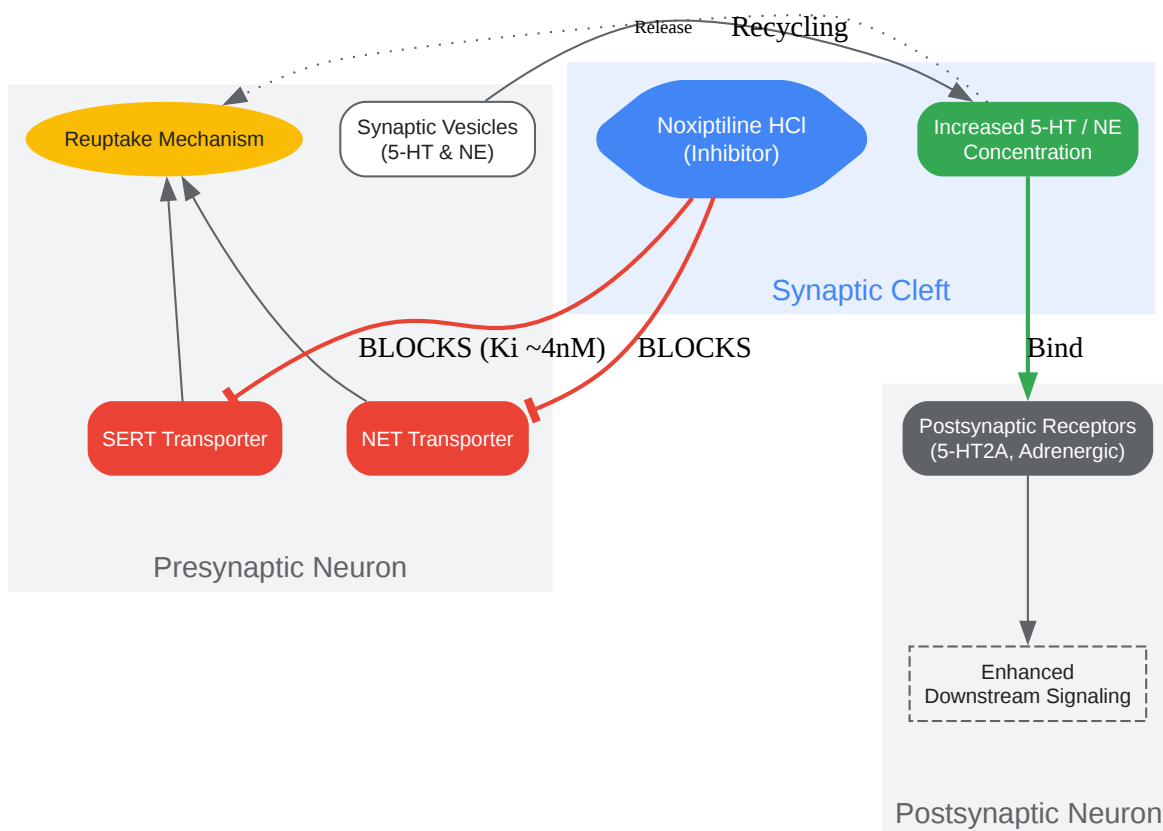 Release
Recycling
Reuptake Mechanism
Synaptic Vesicles
(5-HT & NE)
Noxiptiline HCl
(Inhibitor)
Increased 5-HT / NE
Concentration
Synaptic Cleft
BLOCKS (Ki ~4nM)
BLOCKS
Bind
SERT Transporter
NET Transporter
Postsynaptic Receptors
(5-HT2A, Adrenergic)
Presynaptic Neuron
Enhanced
Downstream Signaling
Postsynaptic Neuron